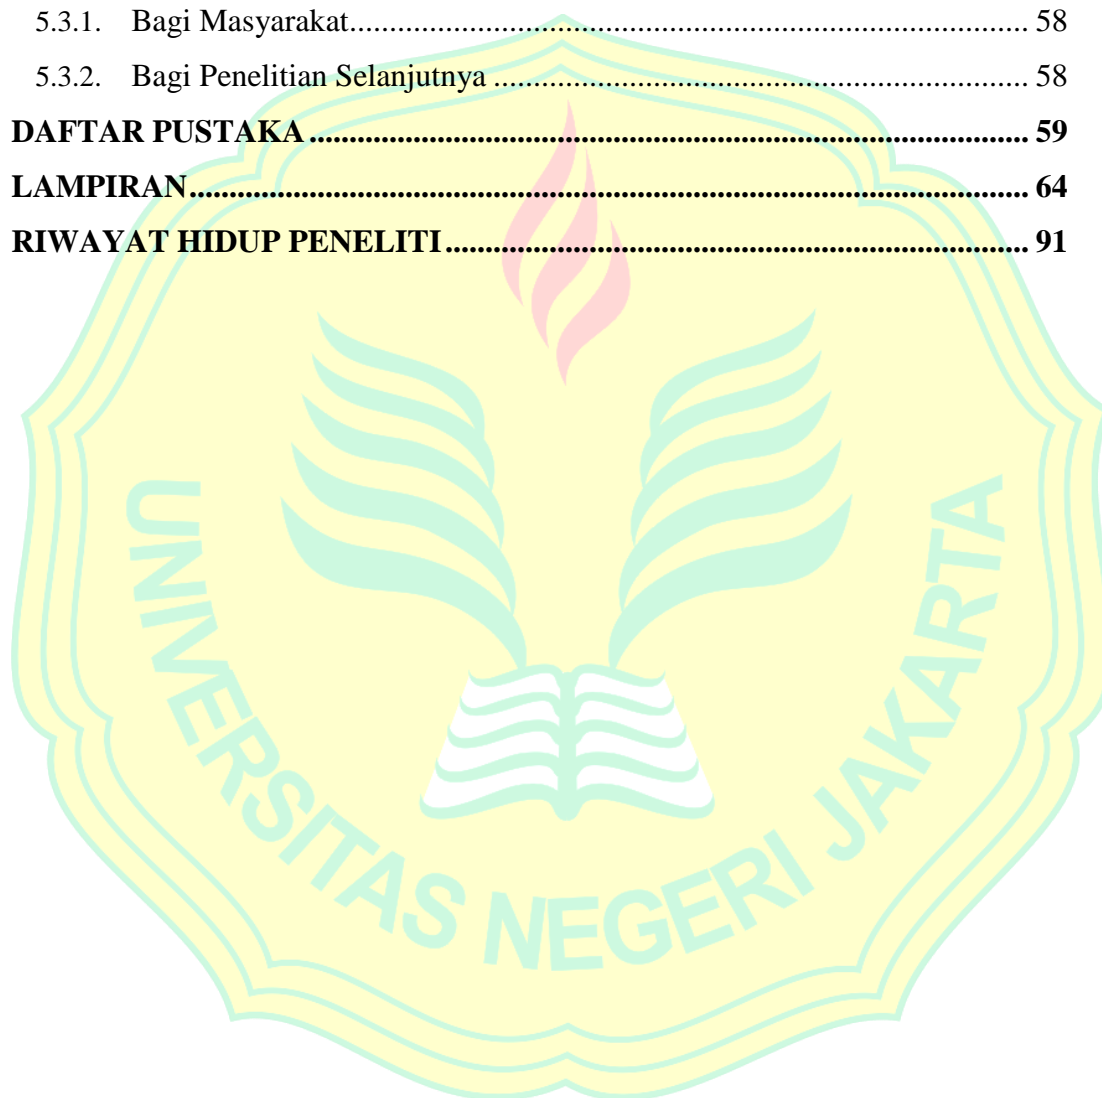 5.3.1. Bagi Masyarakat.......................................................................................... 58
5.3.2. Bagi Penelitian Selanjutnya ....................................................................... 58
DAFTAR PUSTAKA ................................................................................................. 59
LAMPIRAN................................................................................................................ 64
RIWAYAT HIDUP PENELITI................................................................................ 91
UNIVERSITAS NEGERI JAKARTA